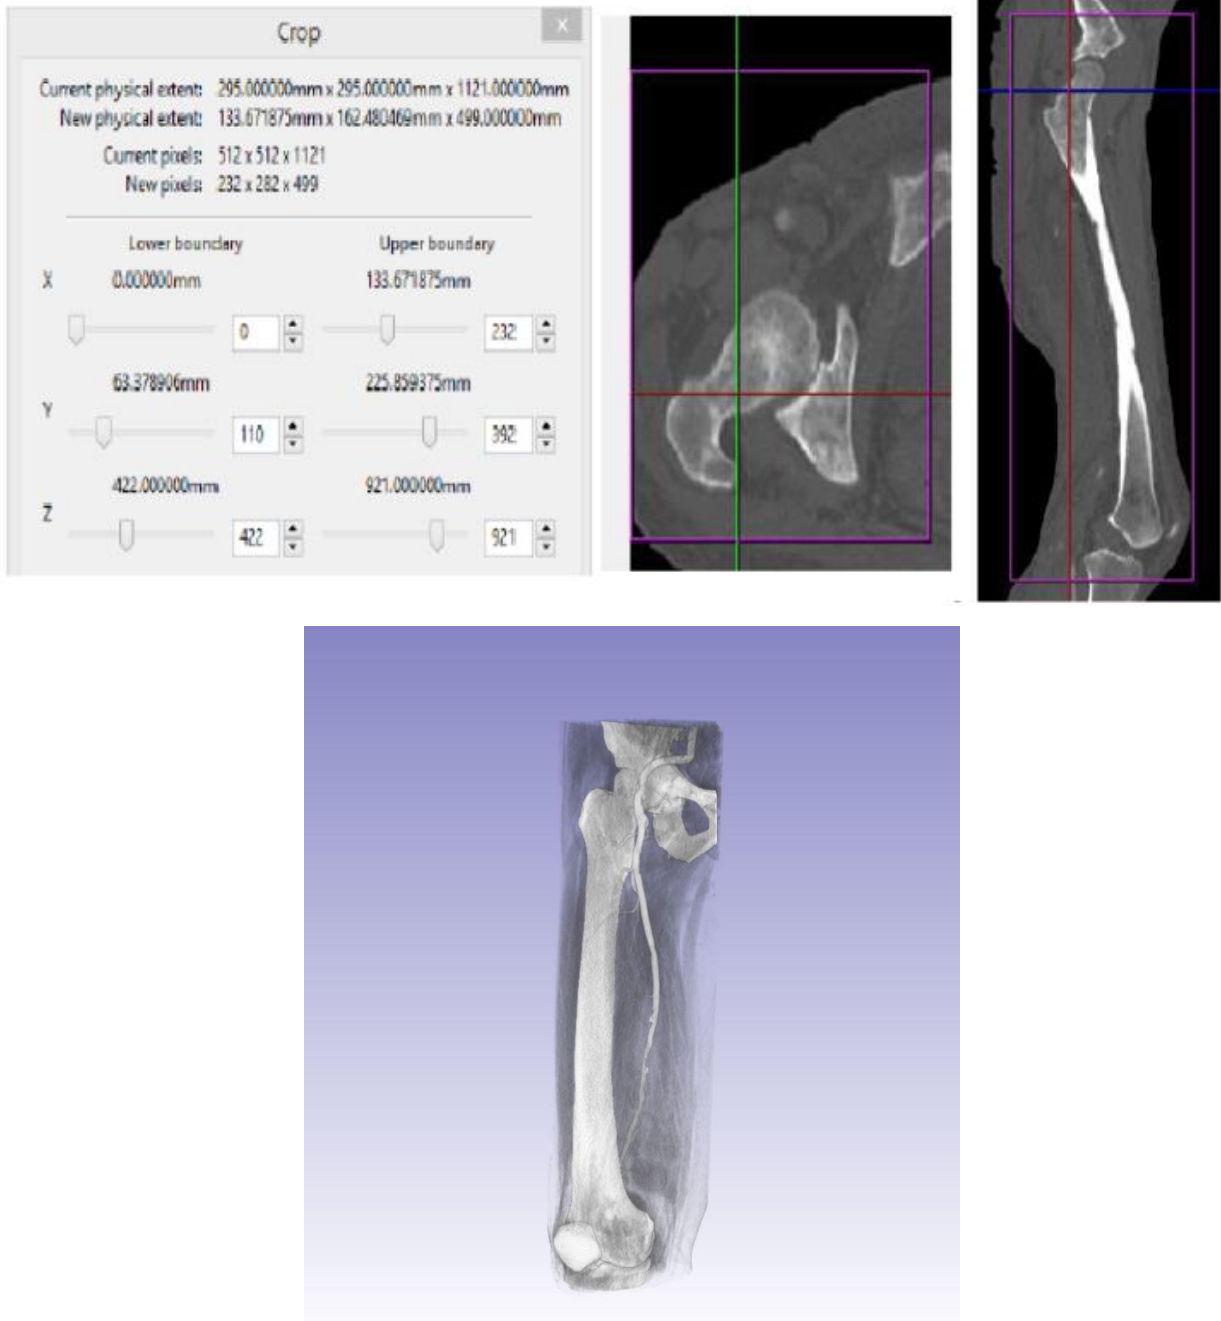 Crop
x
Current physical extent: 295.000000mm x 295.000000mm x 1121.000000mm
New physical extent: 133.671875mm x 162.480469mm x 499.000000mm
Current pixels: 512 x 512 x 1121
New pixels: 232 x 282 x 499
Lower boundary Upper boundary
X 0.000000mm 133.671875mm
0 232
63.378906mm 225.859375mm
Y
110 392
422.000000mm 921.000000mm
Z
422 921